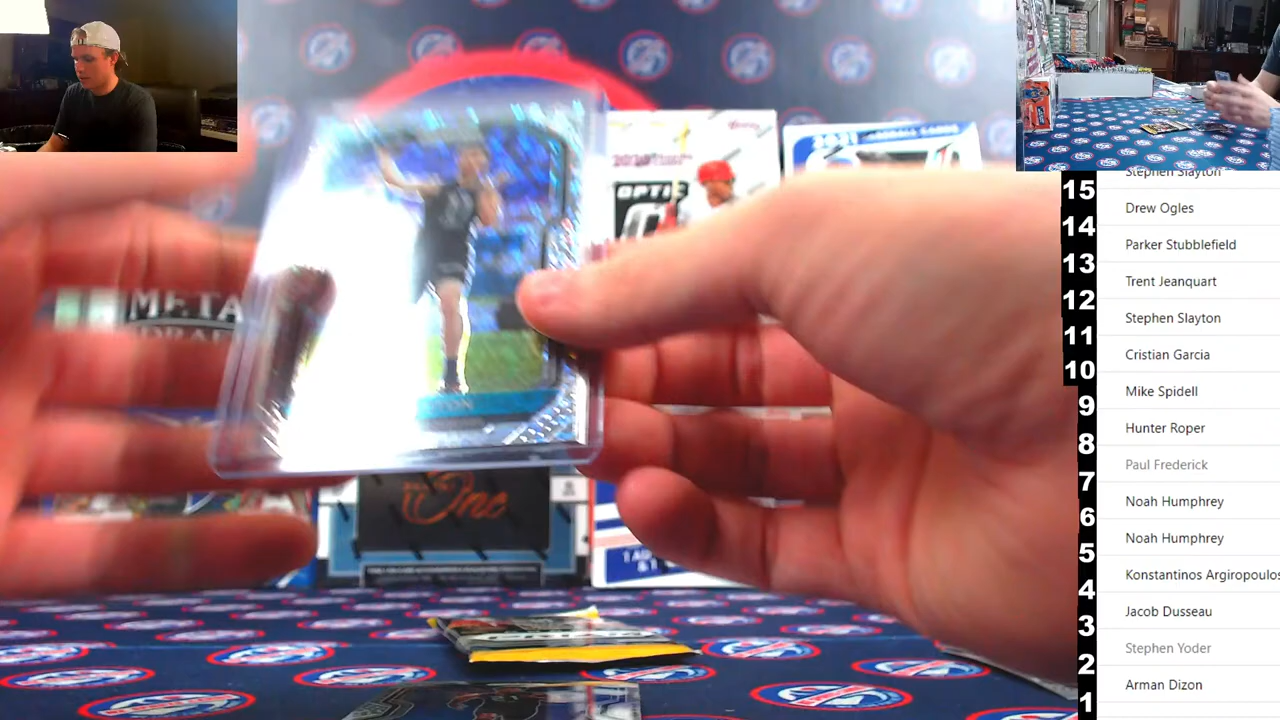 OPTIC
2021
META
One
15
14
13
12
11
10
9
8
7
6
5
4
3
2
1
Stephen Slayton
Drew Ogles
Parker Stubblefield
Trent Jeanquart
Stephen Slayton
Cristian Garcia
Mike Spidell
Hunter Roper
Paul Frederick
Noah Humphrey
Noah Humphrey
Konstantinos Argiropoulos
Jacob Dusseau
Stephen Yoder
Arman Dizon